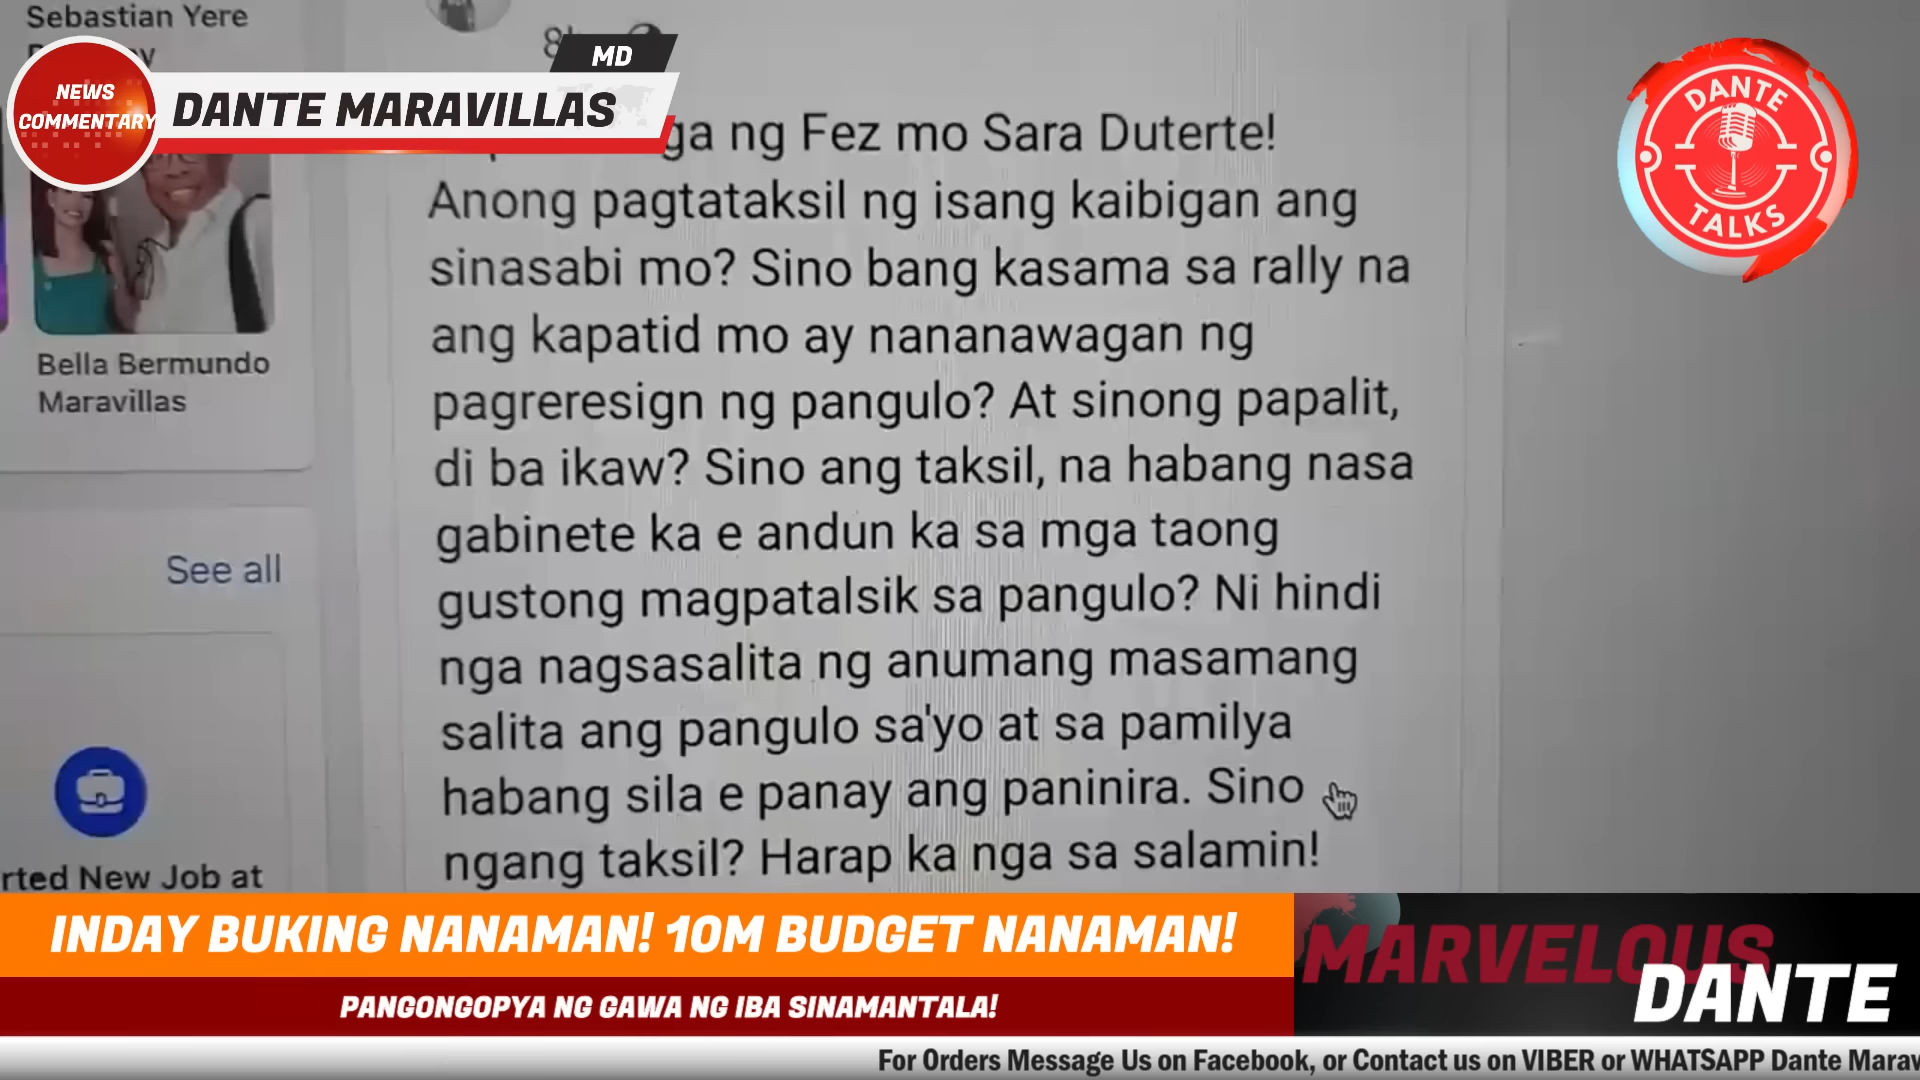 Sebastian Yere
MD
NEWS
COMMENTARY
DANTE MARAVILLAS
DANTE
TALKS
ga ng Fez mo Sara Duterte!
Anong pagtataksil ng isang kaibigan ang
sinasabi mo? Sino bang kasama sa rally na
ang kapatid mo ay nananawagan ng
pagreresign ng pangulo? At sinong papalit,
di ba ikaw? Sino ang taksil, na habang nasa
gabinete ka e andun ka sa mga taong
gustong magpatalsik sa pangulo? Ni hindi
nga nagsasalita ng anumang masamang
salita ang pangulo sa'yo at sa pamilya
habang sila e panay ang paninira. Sino
ngang taksil? Harap ka nga sa salamin!
Bella Bermundo
Maravillas
See all
rted New Job at
INDAY BUKING NANAMAN! 10M BUDGET NANAMAN!
PANGONGOPYA NG GAWA NG IBA SINAMANTALA!
MARVELOUS
DANTE
For Orders Message Us on Facebook, or Contact us on VIBER or WHATSAPP Dante Marav